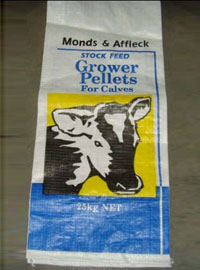 Monds & Affleck
STOCK FEED
Grower
Pellets
For Calves
25kg NET